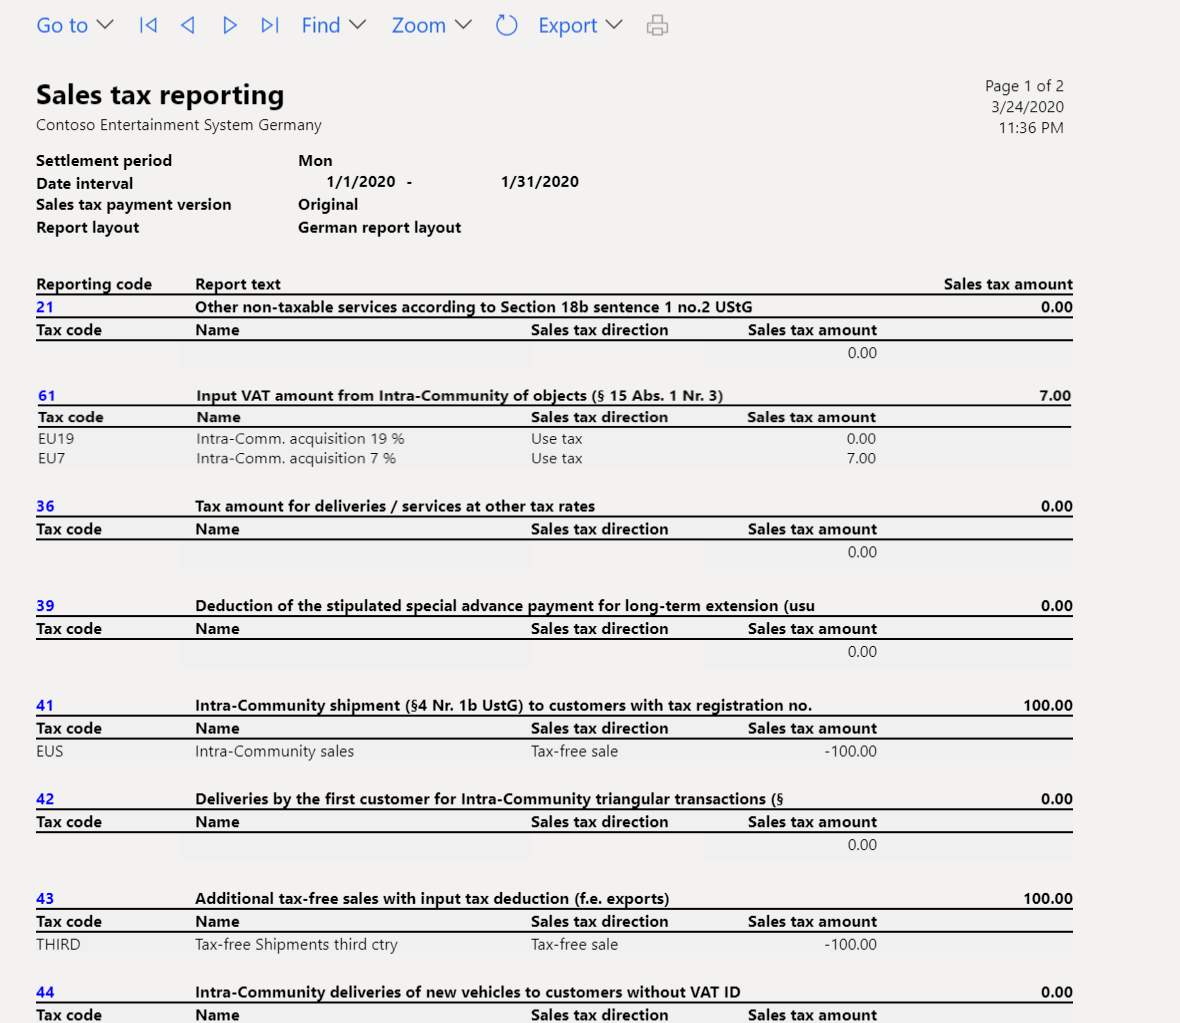 Go to Find Zoom Export
Sales tax reporting
Page 1 of 2
Contoso Entertainment System Germany
3/24/2020
11:36 PM
Settlement period Mon
Date interval 1/1/2020 - 1/31/2020
Sales tax payment version Original
Report layout German report layout
Reporting code Report text Sales tax amount
21 Other non-taxable services according to Section 18b sentence 1 no.2 UStG 0.00
Tax code Name Sales tax direction Sales tax amount
0.00
61 Input VAT amount from Intra-Community of objects (§ 15 Abs. 1 Nr. 3) 7.00
Tax code Name Sales tax direction Sales tax amount
EU19 Intra-Comm. acquisition 19 % Use tax 0.00
EU7 Intra-Comm. acquisition 7 % Use tax 7.00
36 Tax amount for deliveries / services at other tax rates 0.00
Tax code Name Sales tax direction Sales tax amount
0.00
39 Deduction of the stipulated special advance payment for long-term extension (usu 0.00
Tax code Name Sales tax direction Sales tax amount
0.00
41 Intra-Community shipment (§4 Nr. 1b UstG) to customers with tax registration no. 100.00
Tax code Name Sales tax direction Sales tax amount
EUS Intra-Community sales Tax-free sale -100.00
42 Deliveries by the first customer for Intra-Community triangular transactions (§ 0.00
Tax code Name Sales tax direction Sales tax amount
0.00
43 Additional tax-free sales with input tax deduction (f.e. exports) 100.00
Tax code Name Sales tax direction Sales tax amount
THIRD Tax-free Shipments third ctry Tax-free sale -100.00
44 Intra-Community deliveries of new vehicles to customers without VAT ID 0.00
Tax code Name Sales tax direction Sales tax amount